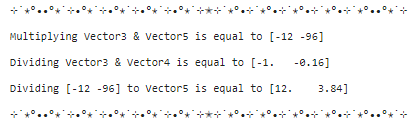 ⊹˙⋆°••°⋆˙⊹•°⋆˙⊹•°⋆˙⊹•°⋆˙⊹⋆⊹˙⋆°•⊹˙⋆°•⊹˙⋆°•⊹˙⋆°••°⋆˙⊹
Multiplying Vector3 & Vector5 is equal to [-12 -96]
Dividing Vector3 & Vector4 is equal to [-1.   -0.16]
Dividing [-12 -96] to Vector5 is equal to [12.    3.84]
⊹˙⋆°••°⋆˙⊹•°⋆˙⊹•°⋆˙⊹•°⋆˙⊹⋆⊹˙⋆°•⊹˙⋆°•⊹˙⋆°•⊹˙⋆°••°⋆˙⊹